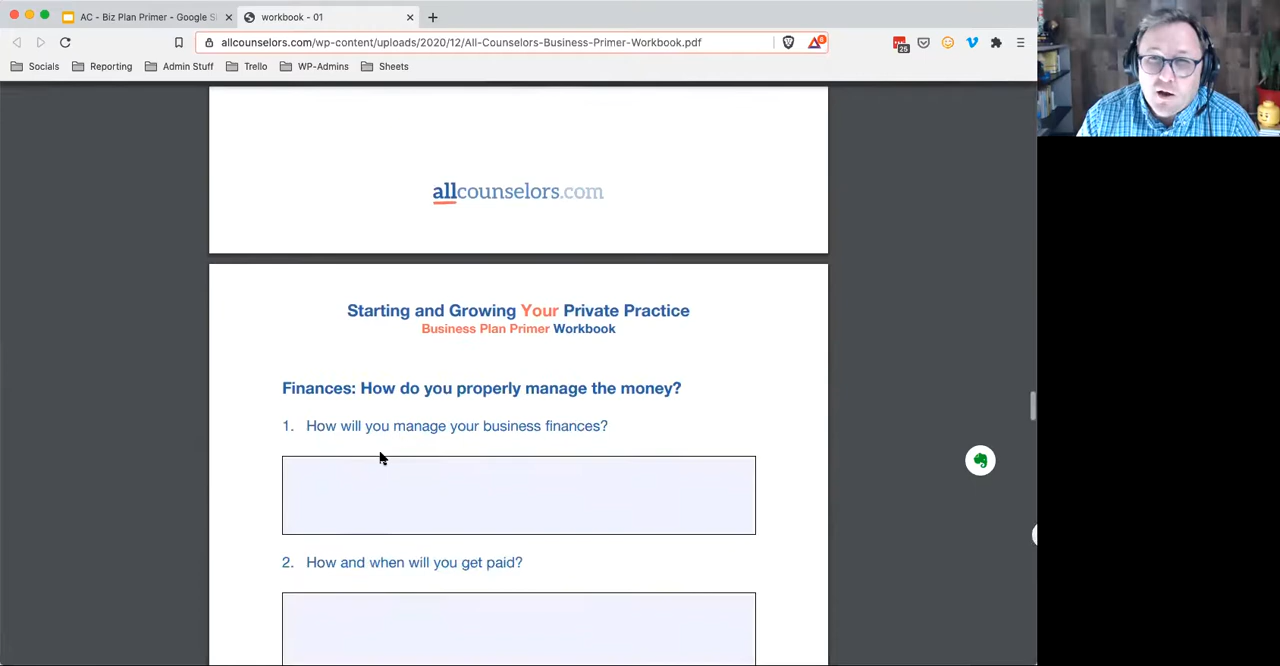 AC - Biz Plan Primer - Google Sl
workbook - 01
allcounselors.com/wp-content/uploads/2020/12/All-Counselors-Business-Primer-Workbook.pdf
6
25
Socials
Reporting
Admin Stuff
Trello
WP-Admins
Sheets
allcounselors.com
Starting and Growing Your Private Practice
Business Plan Primer Workbook
Finances: How do you properly manage the money?
1. How will you manage your business finances?
2. How and when will you get paid?